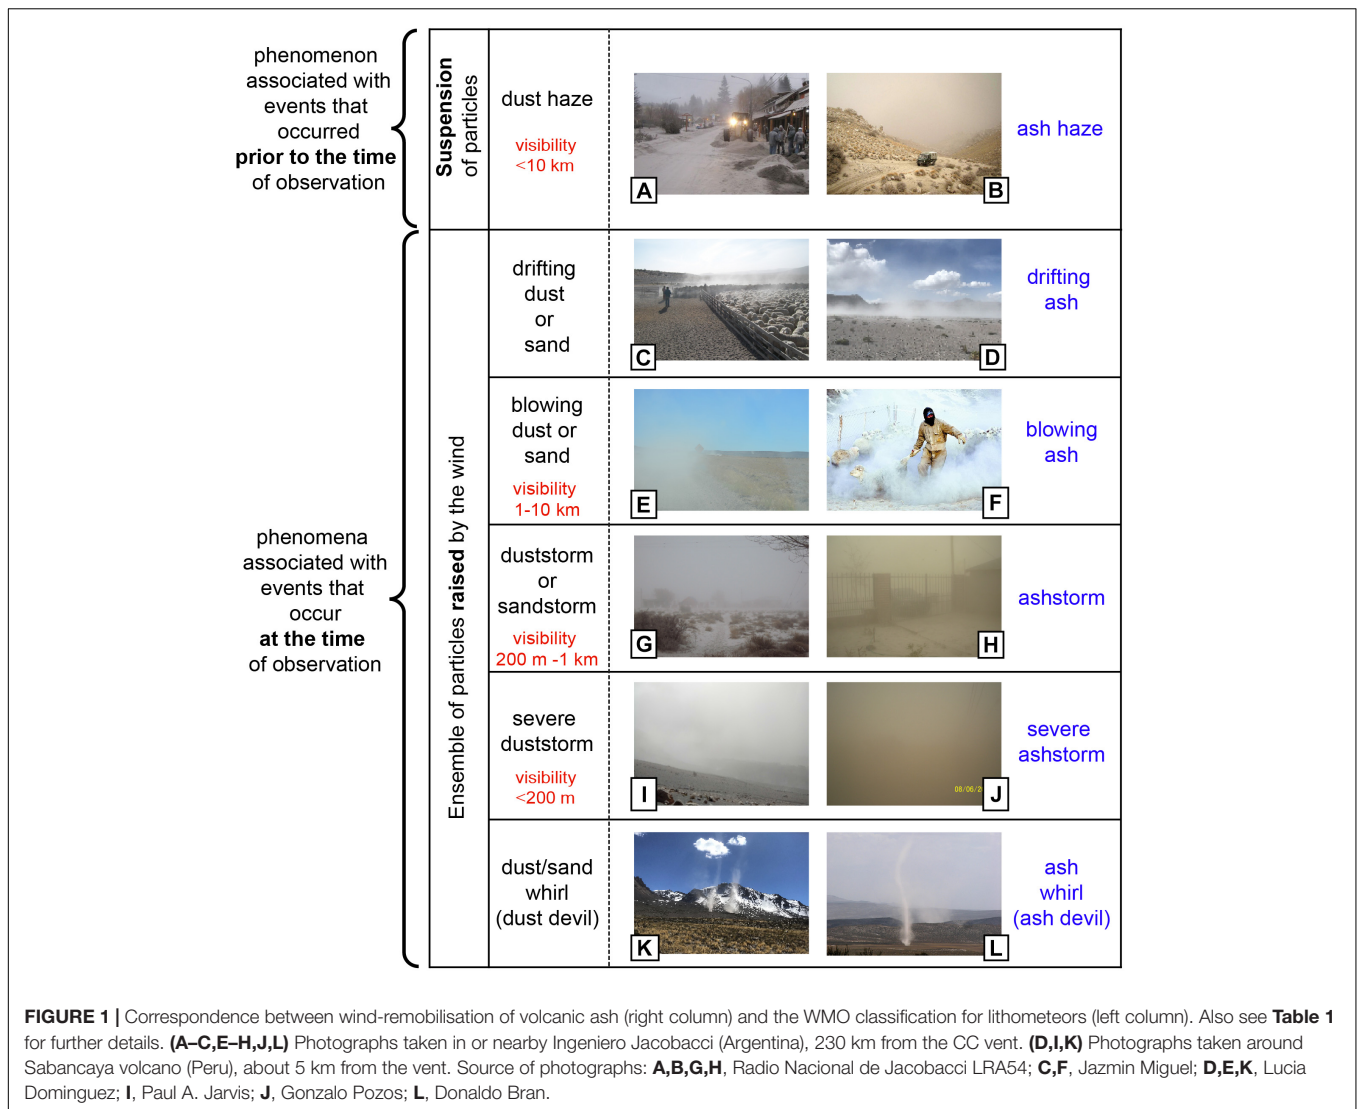 phenomenon
associated with
events that
occurred
prior to the time
of observation
Suspension
of particles
dust haze
visibility
<10 km
A
B
ash haze
phenomena
associated with
events that
occur
at the time
of observation
Ensemble of particles raised by the wind
drifting
dust
or
sand
C
D
drifting
ash
blowing
dust or
sand
visibility
1-10 km
E
F
blowing
ash
duststorm
or
sandstorm
visibility
200 m -1 km
G
H
ashstorm
severe
duststorm
visibility
<200 m
I
08/06/2
J
severe
ashstorm
dust/sand
whirl
(dust devil)
K
L
ash
whirl
(ash devil)
FIGURE 1 | Correspondence between wind-remobilisation of volcanic ash (right column) and the WMO classification for lithometeors (left column). Also see Table 1
for further details. (A–C,E–H,J,L) Photographs taken in or nearby Ingeniero Jacobacci (Argentina), 230 km from the CC vent. (D,I,K) Photographs taken around
Sabancaya volcano (Peru), about 5 km from the vent. Source of photographs: A,B,G,H, Radio Nacional de Jacobacci LRA54; C,F, Jazmin Miguel; D,E,K, Lucia
Dominguez; I, Paul A. Jarvis; J, Gonzalo Pozos; L, Donaldo Bran.